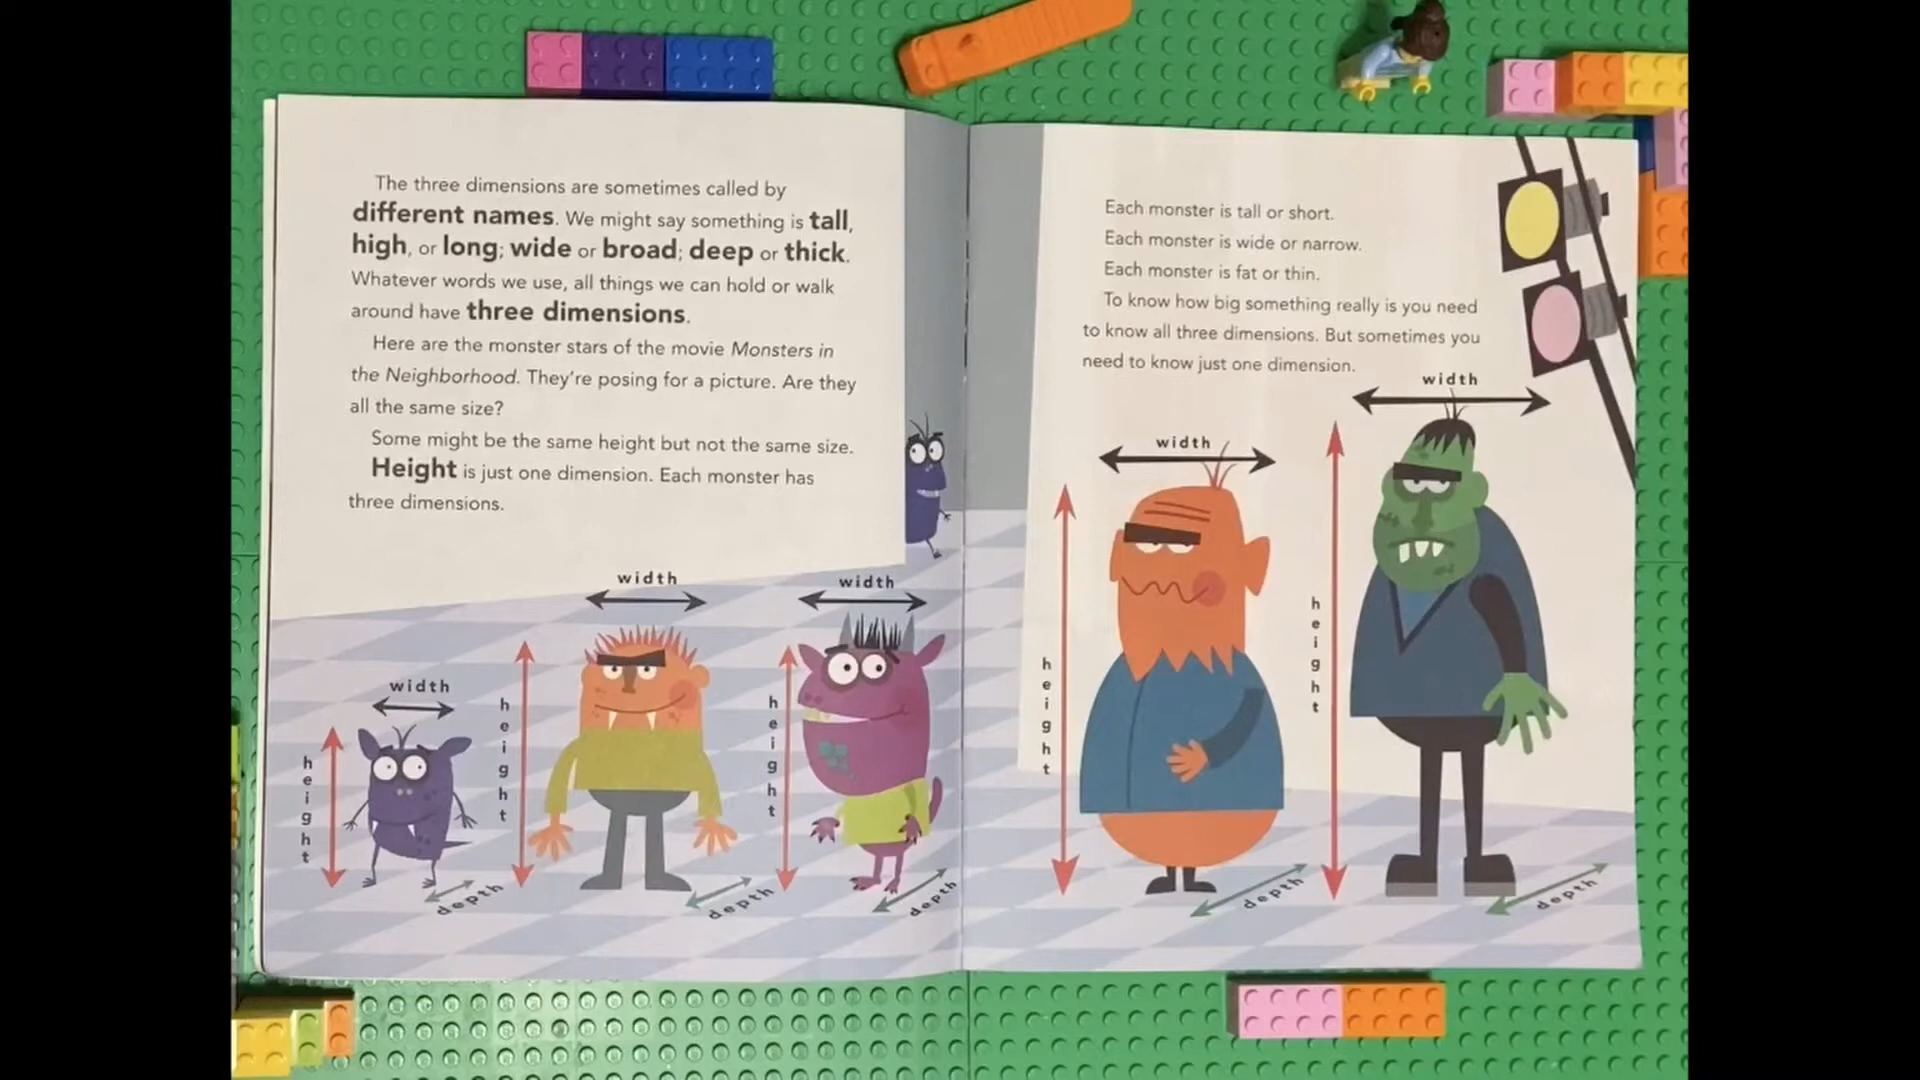 The three dimensions are sometimes called by
different names. We might say something is tall,
high, or long; wide or broad; deep or thick.
Whatever words we use, all things we can hold or walk
around have three dimensions.
Here are the monster stars of the movie Monsters in
the Neighborhood. They're posing for a picture. Are they
all the same size?
Some might be the same height but not the same size.
Height is just one dimension. Each monster has
three dimensions.
width
height
depth
width
height
depth
width
height
depth
Each monster is tall or short.
Each monster is wide or narrow.
Each monster is fat or thin.
To know how big something really is you need
to know all three dimensions. But sometimes you
need to know just one dimension.
width
height
depth
width
height
depth